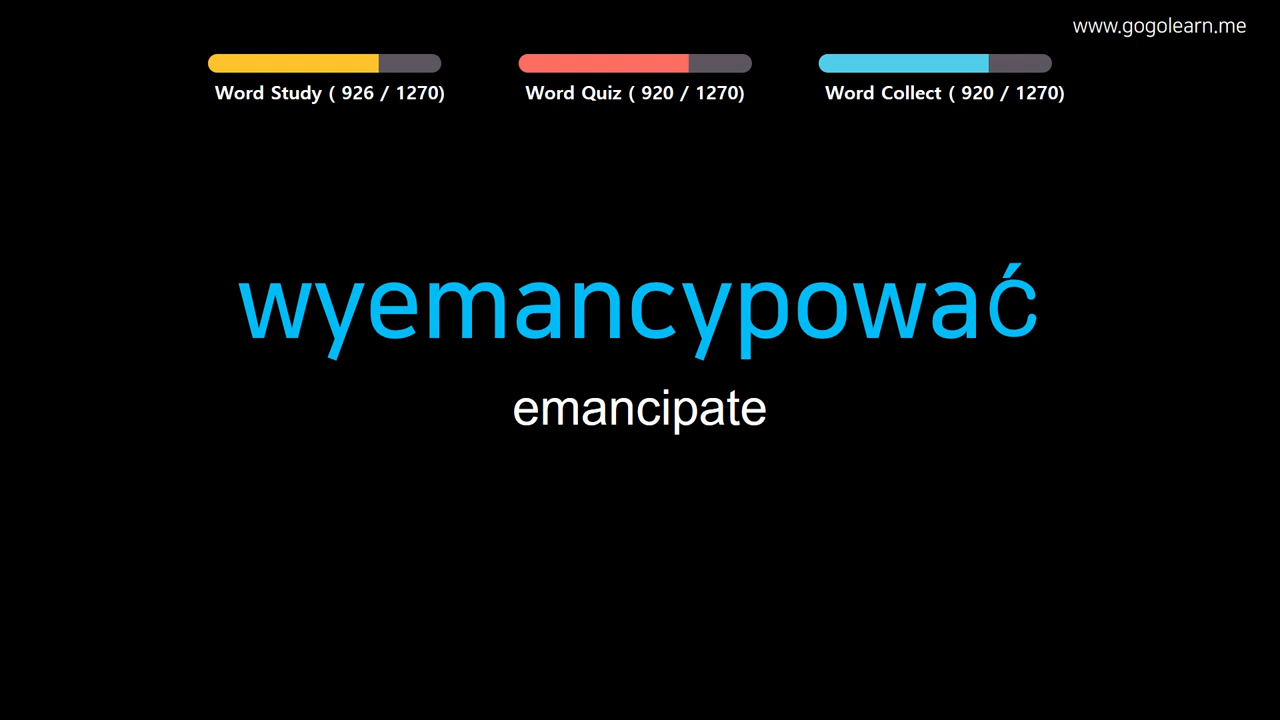 www.gogolearn.me
Word Study ( 926 / 1270)
Word Quiz ( 920 / 1270)
Word Collect ( 920 / 1270)
wyemancypować
emancipate